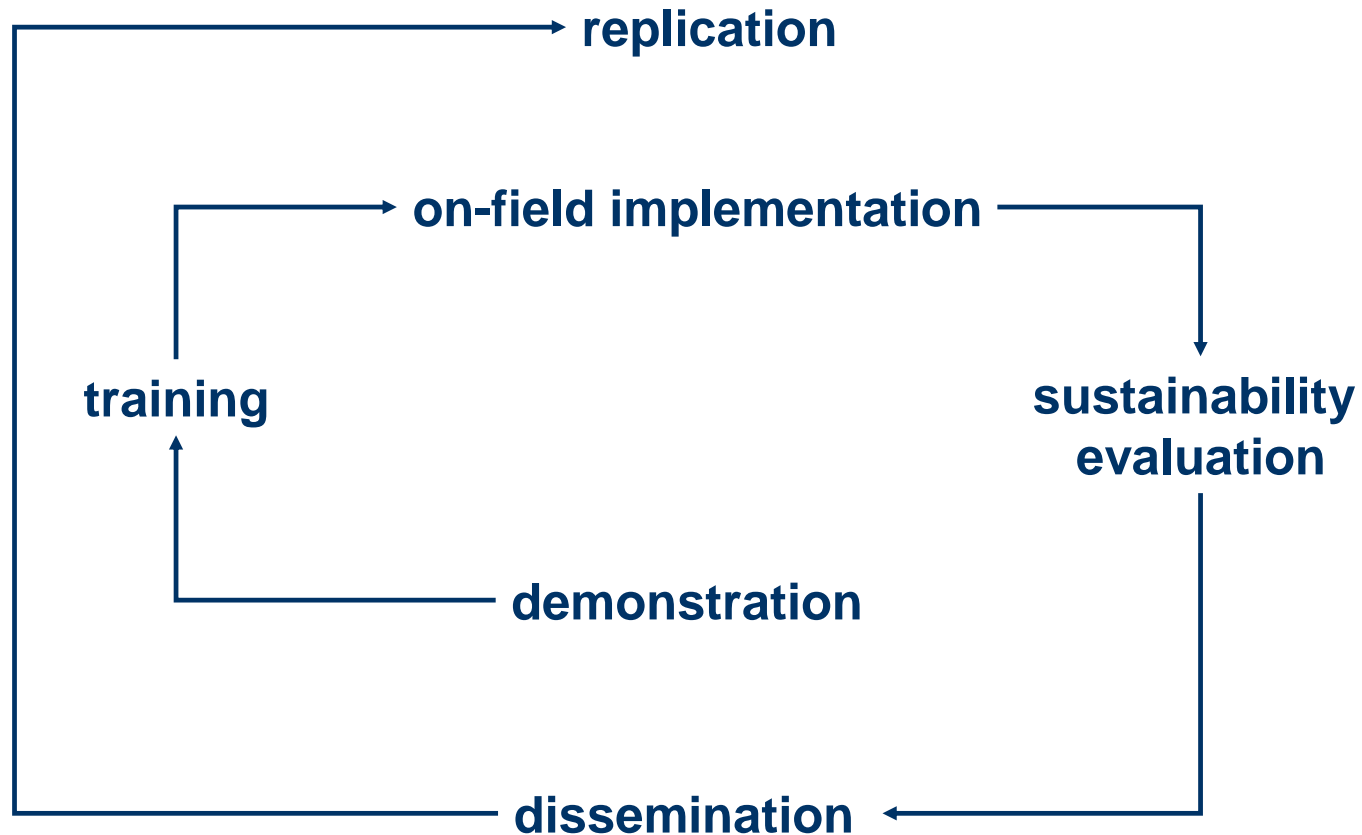 replication
on-field implementation
training
sustainability
evaluation
demonstration
dissemination